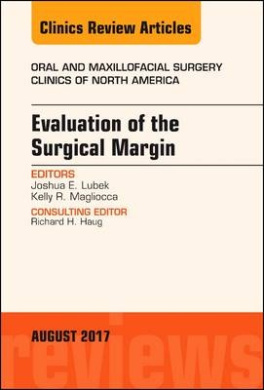 Clinics Review Articles
ORAL AND MAXILLOFACIAL SURGERY
CLINICS OF NORTH AMERICA
Evaluation of the
Surgical Margin
EDITORS
Joshua E. Lubek
Kelly R. Magliocca
CONSULTING EDITOR
Richard H. Haug
AUGUST 2017
reviews